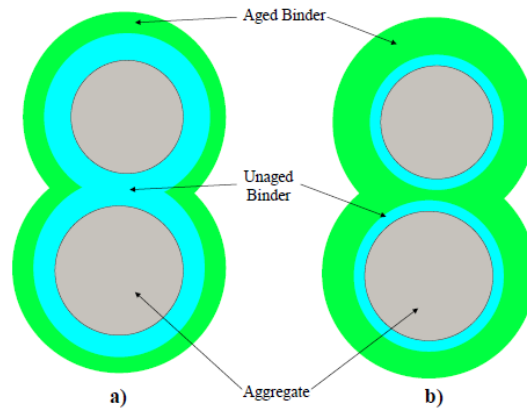 Aged Binder
Unaged
Binder
Aggregate
a)
b)